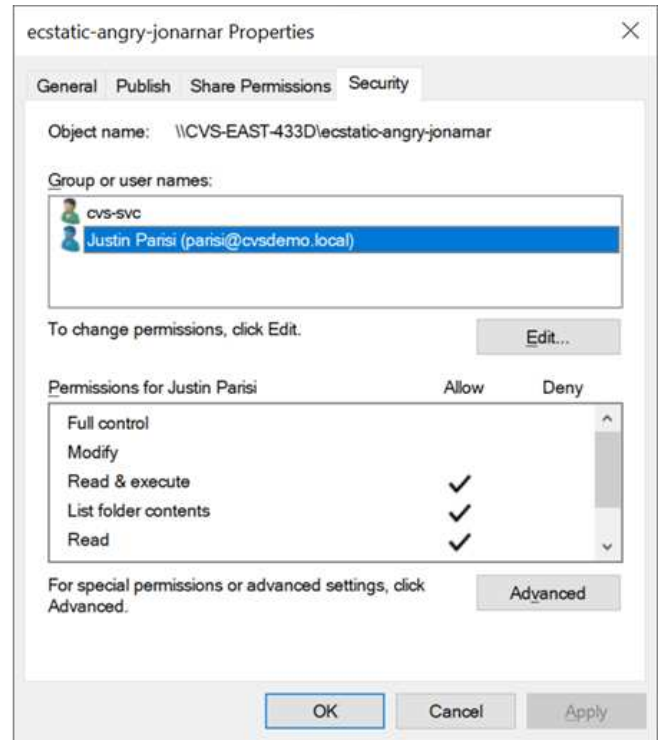 ecstatic-angry-jonarnar Properties
General Publish Share Permissions Security
Object name: \\CVS-EAST-433D\ecstatic-angry-jonarnar
Group or user names:
cvs-svc
Justin Parisi (parisi@cvsdemo.local)
To change permissions, click Edit.
Edit...
Permissions for Justin Parisi Allow Deny
Full control
Modify
Read & execute
List folder contents
Read
For special permissions or advanced settings, click
Advanced.
Advanced
OK Cancel Apply